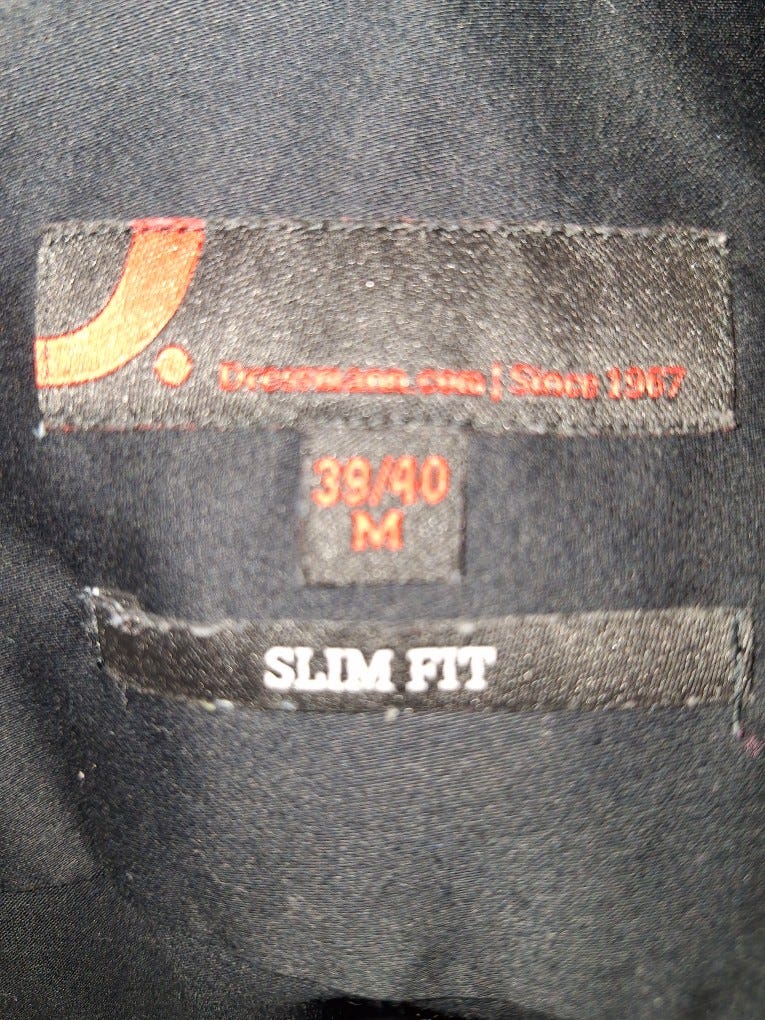 Dressmann.com | Since 1967
39/40
M
SLIM FIT